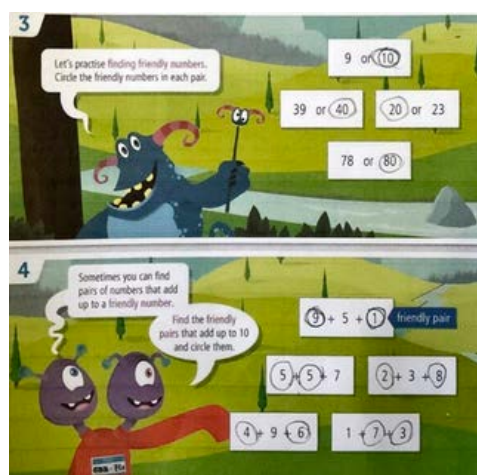 3
Let's practise finding friendly numbers.
Circle the friendly numbers in each pair.
9 or 10
39 or 40
20 or 23
78 or 80
4
Sometimes you can find
pairs of numbers that add
up to a friendly number.
Find the friendly
pairs that add up to 10
and circle them.
9 + 5 + 1
friendly pair
5 + 5 + 7
2 + 3 + 8
4 + 9 + 6
1 + 7 + 3